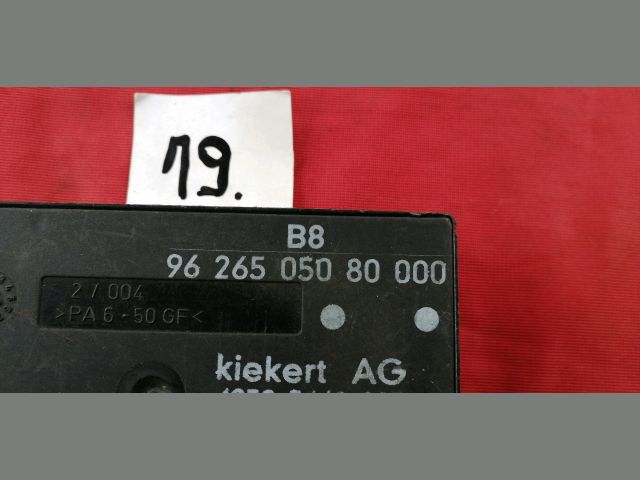 19.
B8
96 265 050 80 000
2 / 004
>PA 6 - 50 GF<
kiekert AG